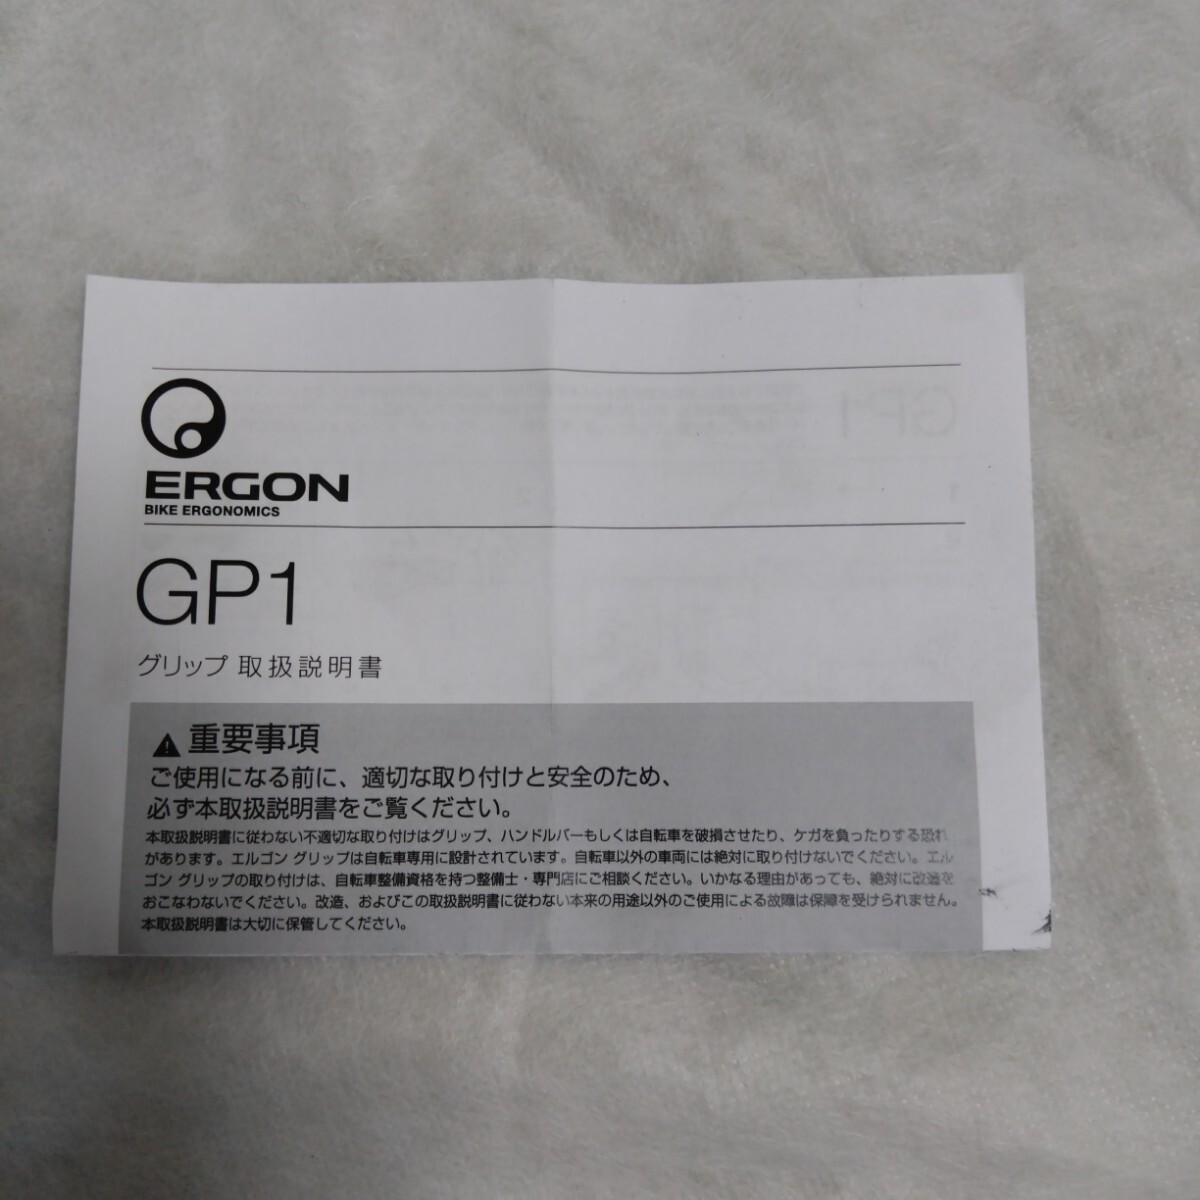 ERGON
BIKE ERGONOMICS
GP1
グリップ 取扱説明書
重要事項
ご使用になる前に、適切な取り付けと安全のため、
必ず本取扱説明書をご覧ください。
本取扱説明書に従わない不適切な取り付けはグリップ、ハンドルバーもしくは自転車を破損させたり、ケガを負ったりする恐れ
があります。エルゴン グリップは自転車専用に設計されています。自転車以外の車両には絶対に取り付けないでください。エル
ゴン グリップの取り付けは、自転車整備資格を持つ整備士・専門店にご相談ください。いかなる理由があっても、絶対に改造を
おこなわないでください。改造、およびこの取扱説明書に従わない本来の用途以外のご使用による故障は保障を受けられません。
本取扱説明書は大切に保管してください。